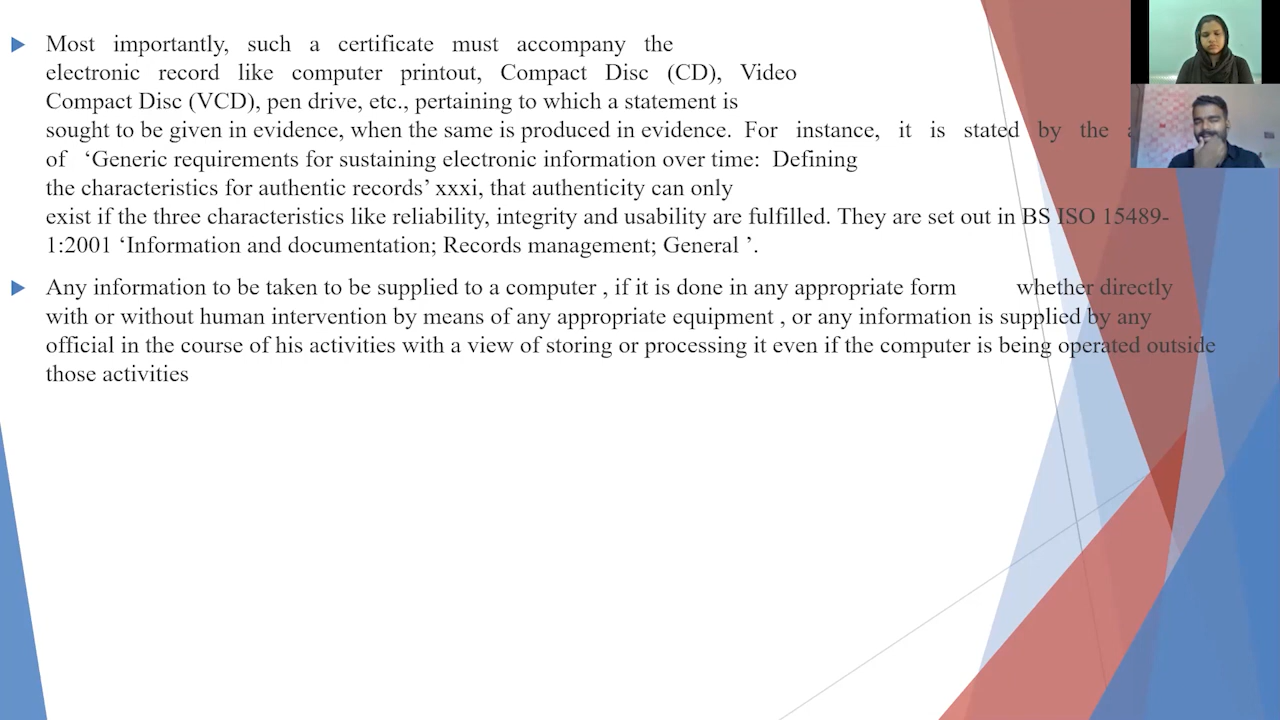 Most importantly, such a certificate must accompany the
electronic record like computer printout, Compact Disc (CD), Video
Compact Disc (VCD), pen drive, etc., pertaining to which a statement is
sought to be given in evidence, when the same is produced in evidence. For instance, it is stated by the
of ‘Generic requirements for sustaining electronic information over time: Defining
the characteristics for authentic records’ xxxi, that authenticity can only
exist if the three characteristics like reliability, integrity and usability are fulfilled. They are set out in BS ISO 15489-
1:2001 ‘Information and documentation; Records management; General ’.
Any information to be taken to be supplied to a computer , if it is done in any appropriate form whether directly
with or without human intervention by means of any appropriate equipment , or any information is supplied by any
official in the course of his activities with a view of storing or processing it even if the computer is being operated outside
those activities